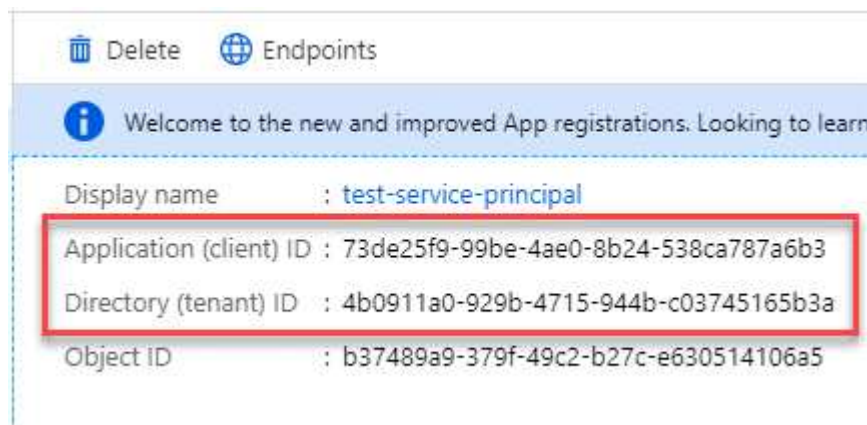 Delete Endpoints
Welcome to the new and improved App registrations. Looking to learn
Display name : test-service-principal
Application (client) ID : 73de25f9-99be-4ae0-8b24-538ca787a6b3
Directory (tenant) ID : 4b0911a0-929b-4715-944b-c03745165b3a
Object ID : b37489a9-379f-49c2-b27c-e630514106a5